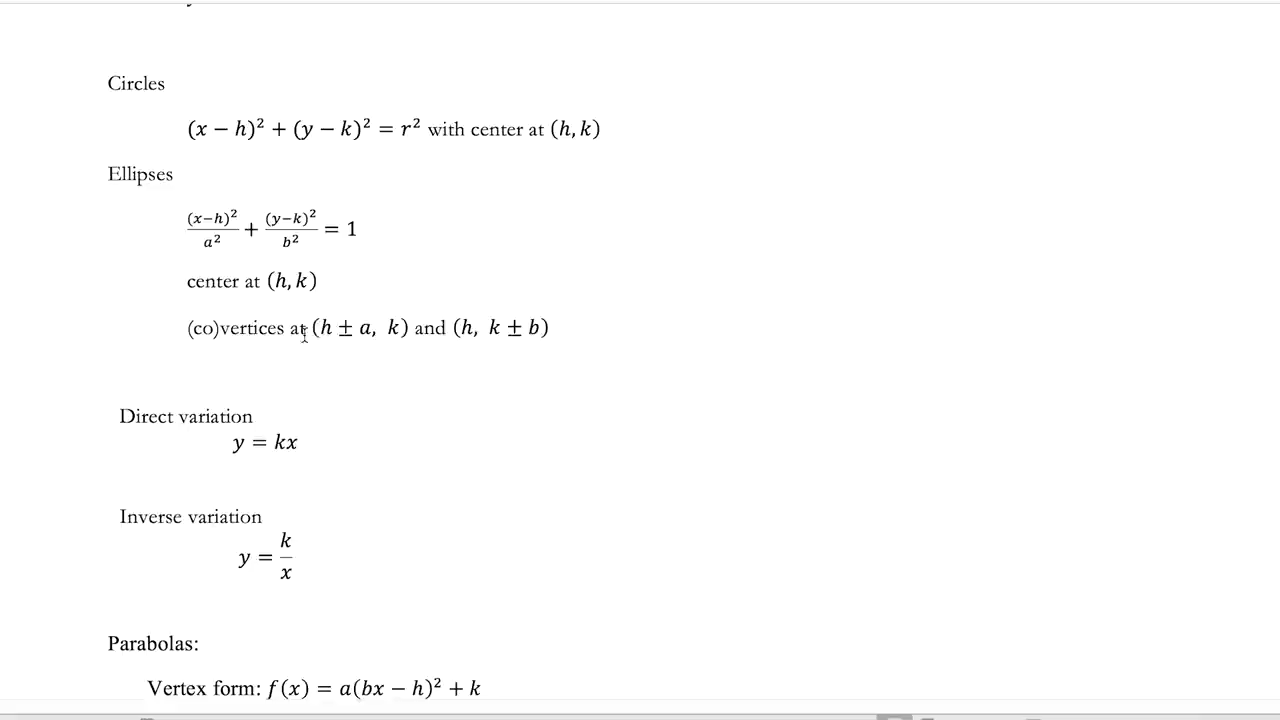 Circles
(x − h)² + (y − k)² = r² with center at (h, k)
Ellipses
(x−h)²/a² + (y−k)²/b² = 1
center at (h, k)
(co)vertices at (h ± a, k) and (h, k ± b)
Direct variation
y = kx
Inverse variation
y = k/x
Parabolas:
Vertex form: f(x) = a(bx − h)² + k